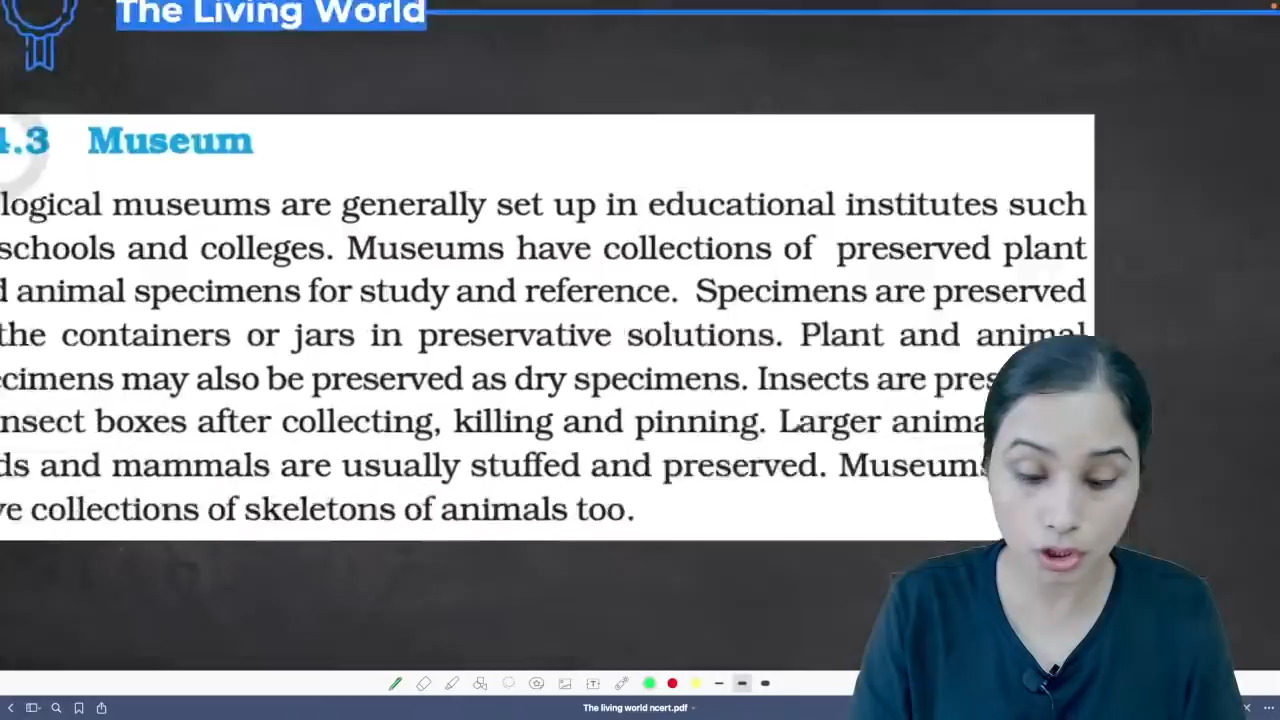 The Living World
4.3 Museum
logical museums are generally set up in educational institutes such
schools and colleges. Museums have collections of preserved plant
animal specimens for study and reference. Specimens are preserved
the containers or jars in preservative solutions. Plant and animal
ecimens may also be preserved as dry specimens. Insects are pres
nsect boxes after collecting, killing and pinning. Larger anima
ds and mammals are usually stuffed and preserved. Museums
ve collections of skeletons of animals too.
The living world ncert.pdf